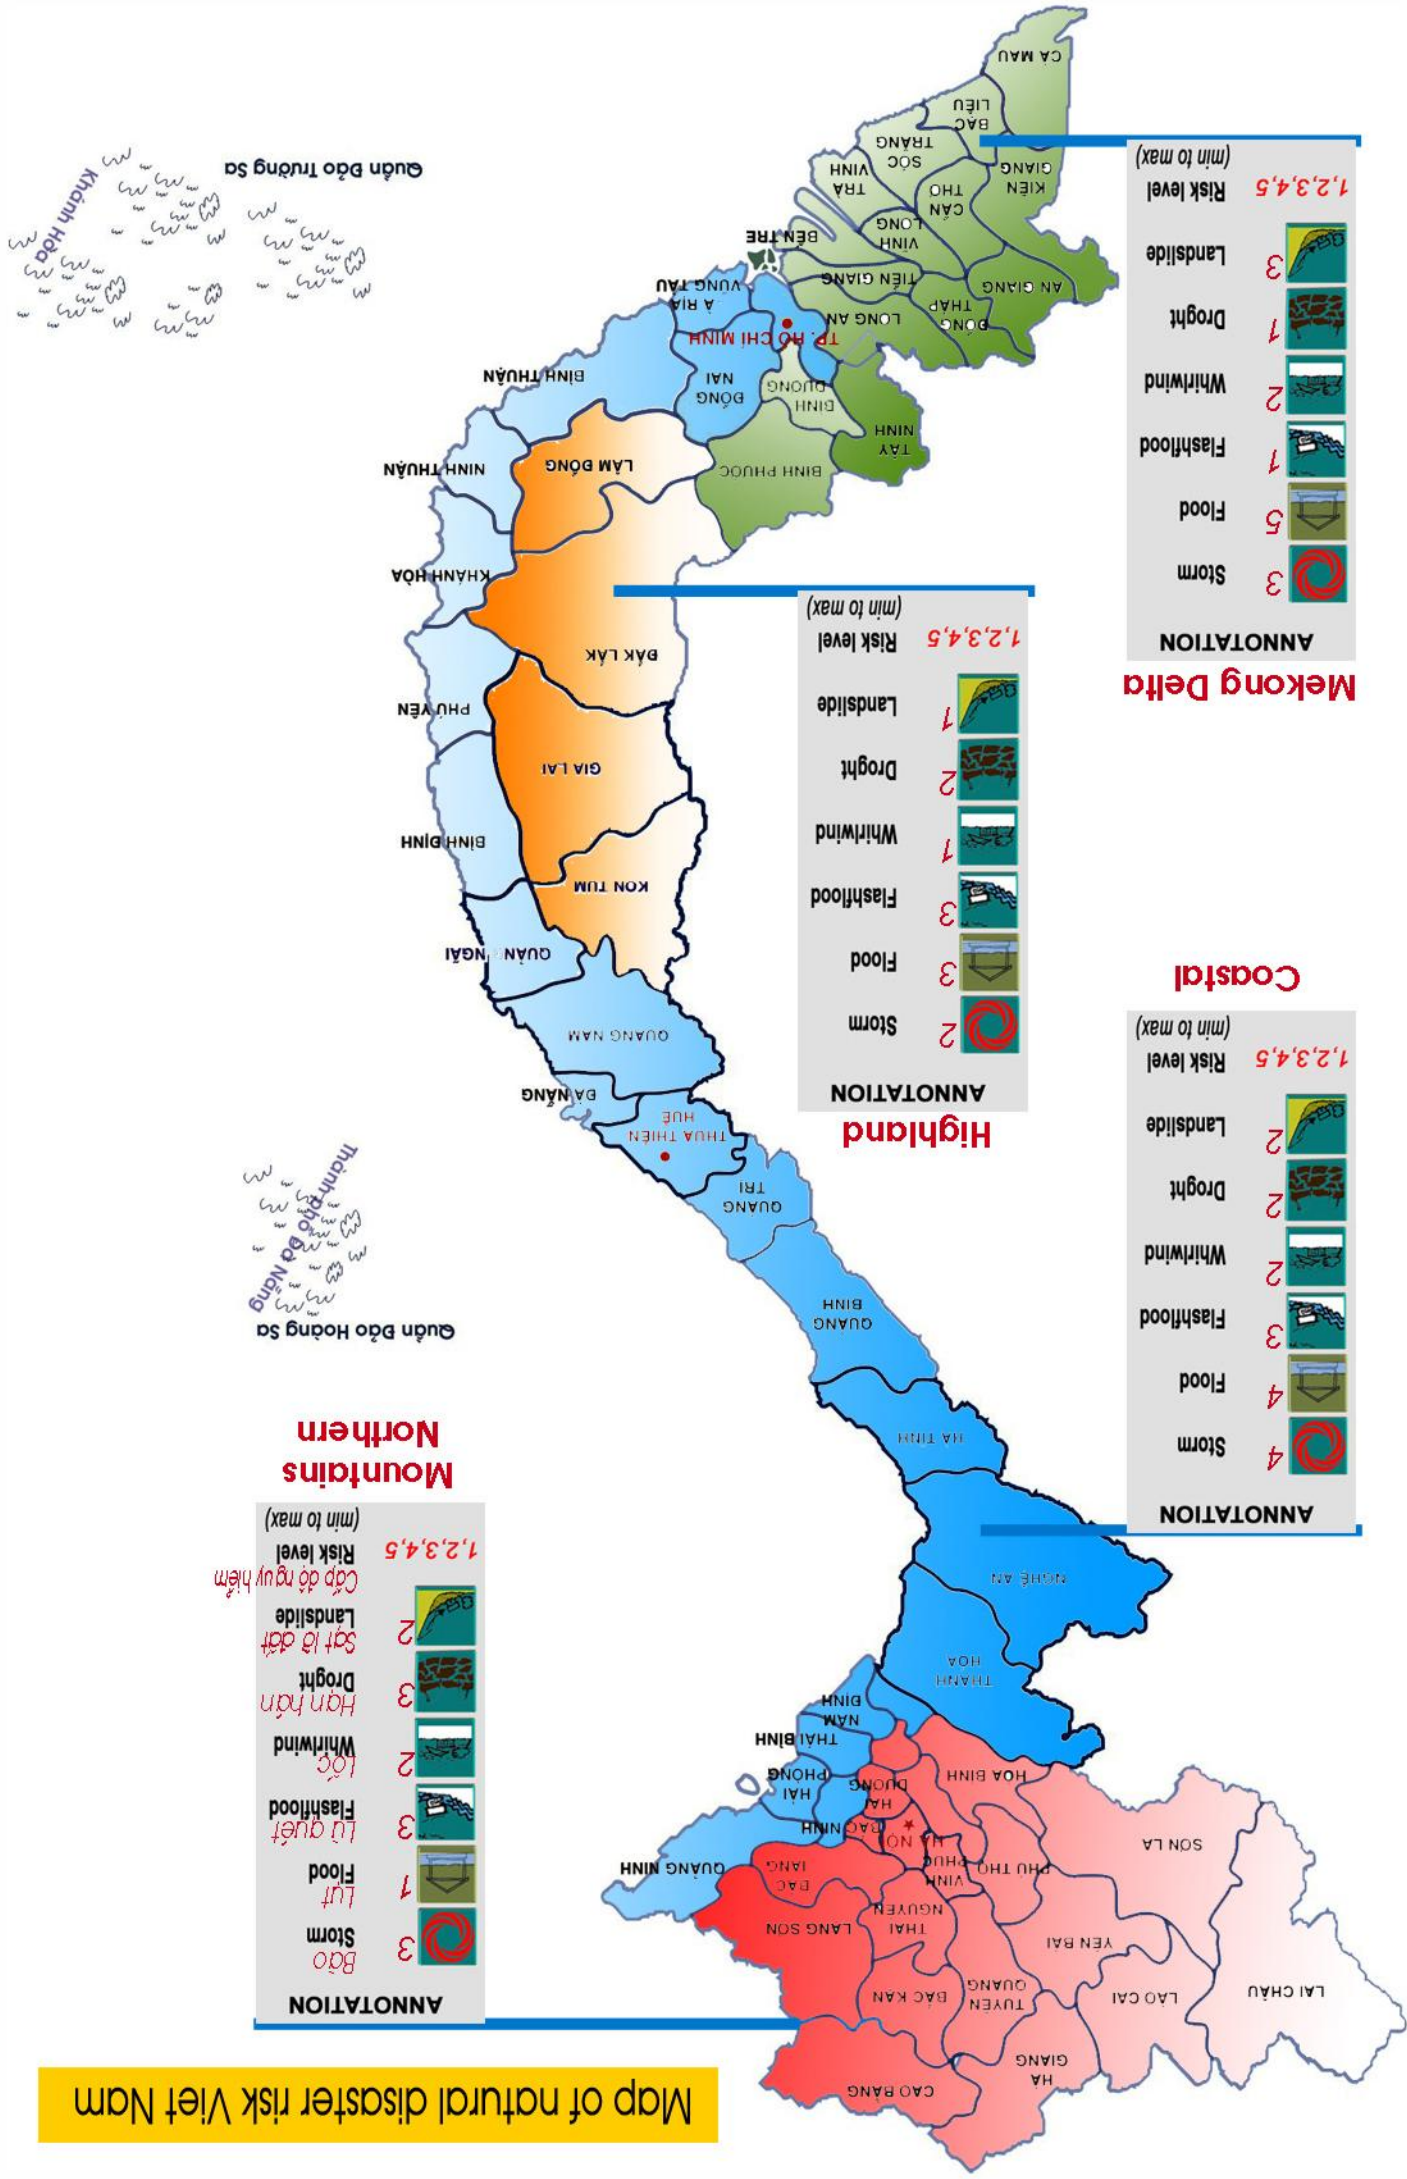 Map of natural disaster risk Viet Nam
HÀ
GIANG
CAO BẰNG
LAI CHÂU
LÀO CAI
TUYÊN
QUANG
BẮC KẠN
YÊN BÁI
THÁI
NGUYÊN
LẠNG SƠN
SƠN LA
PHÚ THỌ
VĨNH
PHÚC
BẮC
GIANG
QUẢNG NINH
HÀ NỘI
BẮC NINH
HÒA BÌNH
HẢI
DƯƠNG
HẢI
PHÒNG
THÁI BÌNH
NAM
ĐỊNH
THANH
HÓA
NGHỆ AN
HÀ TĨNH
QUẢNG
BÌNH
QUẢNG
TRỊ
THỪA THIÊN
HUẾ
ĐÀ NẴNG
QUẢNG NAM
QUẢNG NGÃI
KON TUM
BÌNH ĐỊNH
GIA LAI
PHÚ YÊN
ĐẮK LẮK
KHÁNH HÒA
LÂM ĐỒNG
NINH THUẬN
BÌNH THUẬN
BÌNH PHƯỚC
TÂY
NINH
BÌNH
DƯƠNG
ĐỒNG
NAI
TP. HỒ CHÍ MINH
À RỊA
VŨNG TÀU
LONG AN
ĐỒNG
THÁP
AN GIANG
TIỀN GIANG
BẾN TRE
VĨNH
LONG
CẦN
THƠ
KIÊN
GIANG
TRÀ
VINH
SÓC
TRĂNG
BẠC
LIÊU
CÀ MAU
ANNOTATION
3 Bão
Storm
1 Lụt
Flood
3 Lũ quét
Flashflood
2 Lốc
Whirlwind
3 Hạn hán
Droght
2 Sạt lở đất
Landslide
Cấp độ nguy hiểm
1,2,3,4,5 Risk level
(min to max)
Mountains
Northern
ANNOTATION
4 Storm
4 Flood
3 Flashflood
2 Whirlwind
2 Droght
2 Landslide
1,2,3,4,5 Risk level
(min to max)
Coastal
Quần Đảo Hoàng Sa
Thành phố Đà Nẵng
Highland
ANNOTATION
2 Storm
3 Flood
3 Flashflood
1 Whirlwind
2 Droght
1 Landslide
1,2,3,4,5 Risk level
(min to max)
Mekong Delta
ANNOTATION
3 Storm
5 Flood
1 Flashflood
2 Whirlwind
1 Droght
3 Landslide
1,2,3,4,5 Risk level
(min to max)
Quần Đảo Trường Sa
Khánh Hòa